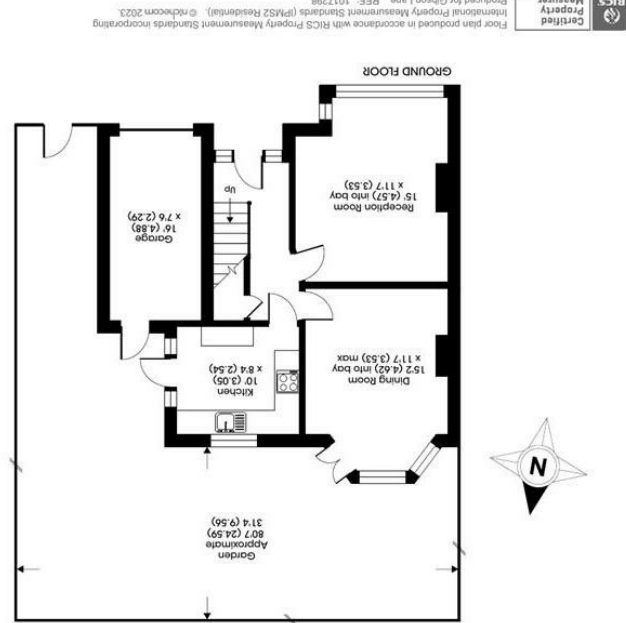 Garden
Approximate
80'7 (24.59)
31'4 (9.56)
N
Dining Room
15'2 (4.62) into bay
x 11'7 (3.53) max
Kitchen
10' (3.05)
x 8'4 (2.54)
Garage
16' (4.88)
x 7'6 (2.29)
Up
Reception Room
15' (4.57) into bay
x 11'7 (3.53)
GROUND FLOOR
Floor plan produced in accordance with RICS Property Measurement Standards incorporating
International Property Measurement Standards (IPMS2 Residential). © nichecom 2023.
Produced for Gibson Lane. REF: 1017298
RICS
Certified
Property
Measurer